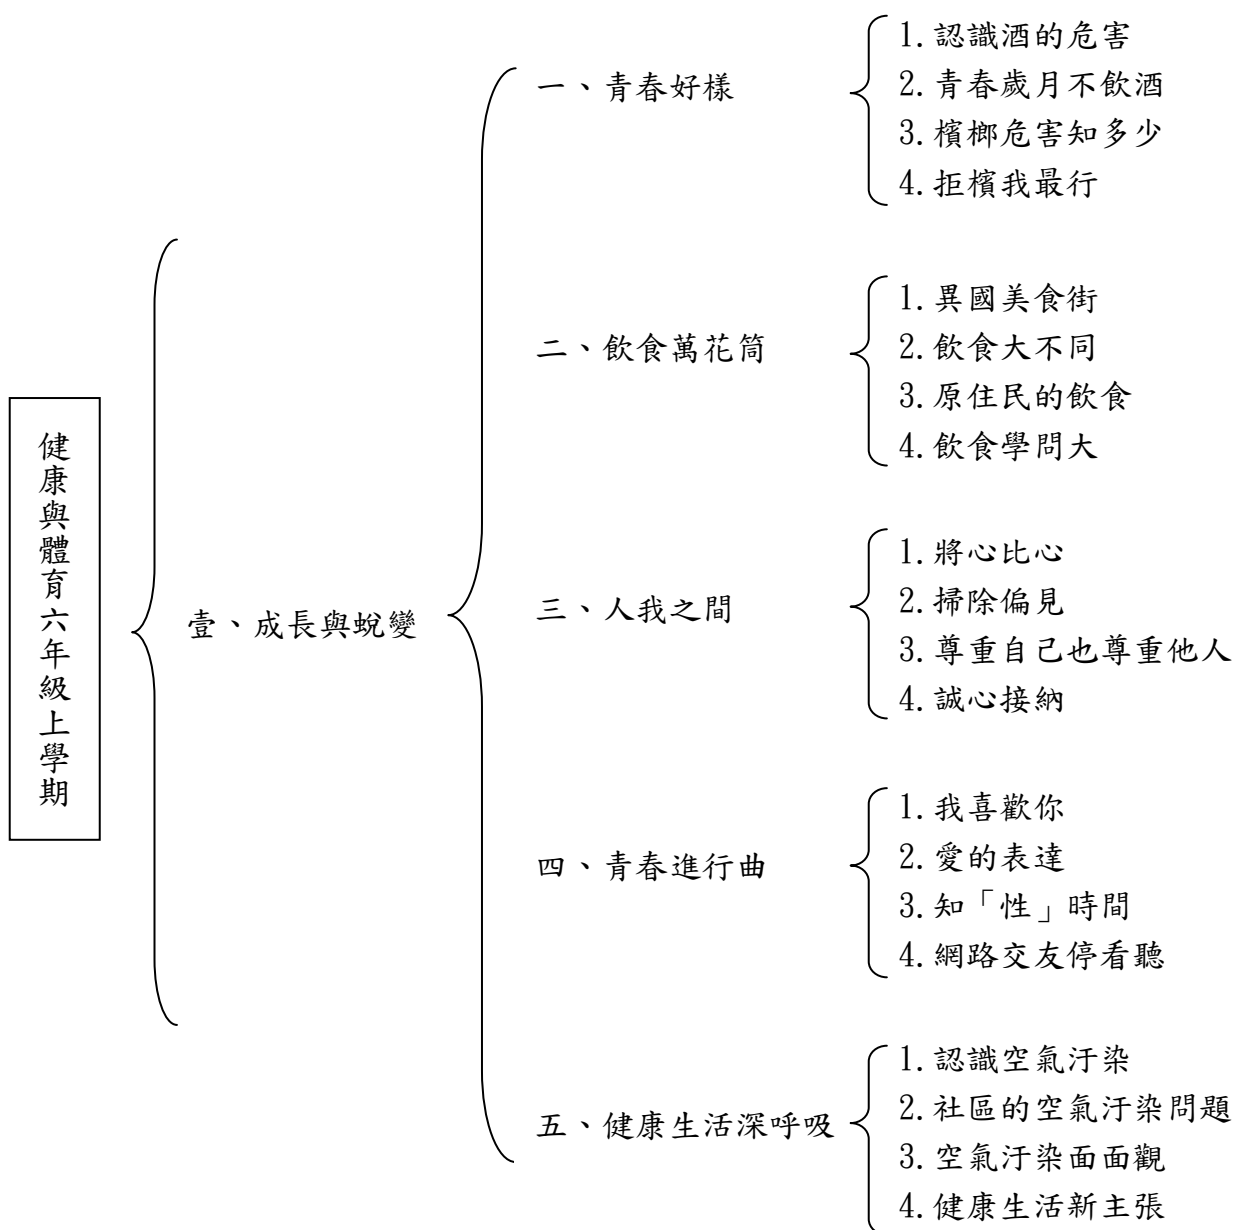 健康與體育六年級上學期
壹、成長與蛻變
一、青春好樣
1.認識酒的危害
2.青春歲月不飲酒
3.檳榔危害知多少
4.拒檳我最行
二、飲食萬花筒
1.異國美食街
2.飲食大不同
3.原住民的飲食
4.飲食學問大
三、人我之間
1.將心比心
2.掃除偏見
3.尊重自己也尊重他人
4.誠心接納
四、青春進行曲
1.我喜歡你
2.愛的表達
3.知「性」時間
4.網路交友停看聽
五、健康生活深呼吸
1.認識空氣汙染
2.社區的空氣汙染問題
3.空氣汙染面面觀
4.健康生活新主張